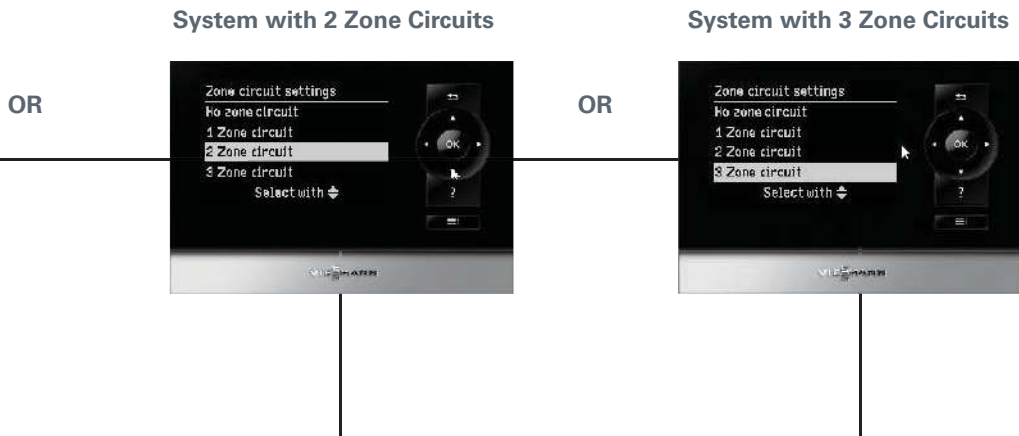 System with 2 Zone Circuits
System with 3 Zone Circuits
OR
Zone circuit settings
No zone circuit
1 Zone circuit
2 Zone circuit
3 Zone circuit
Select with
OK
?
VIESMANN
OR
Zone circuit settings
No zone circuit
1 Zone circuit
2 Zone circuit
3 Zone circuit
Select with
OK
?
VIESMANN